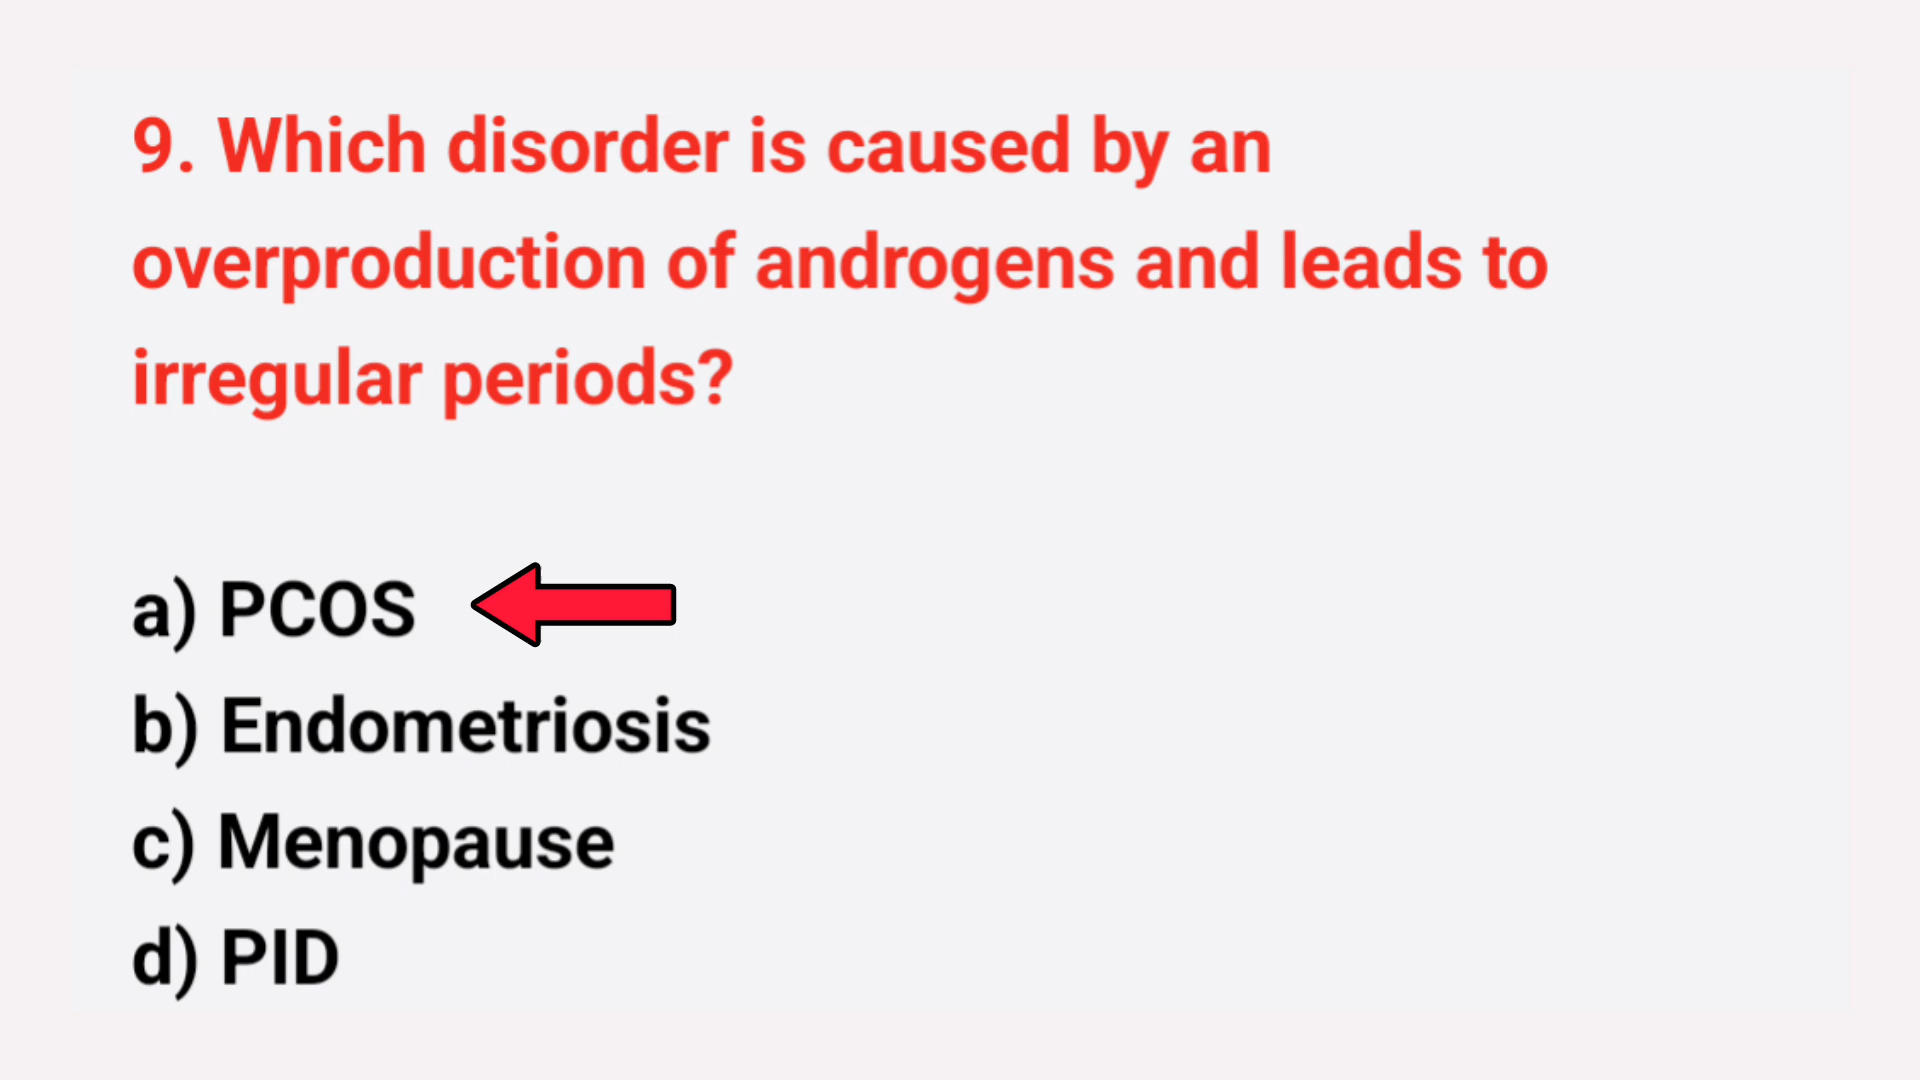 9. Which disorder is caused by an
overproduction of androgens and leads to
irregular periods?
a) PCOS
b) Endometriosis
c) Menopause
d) PID